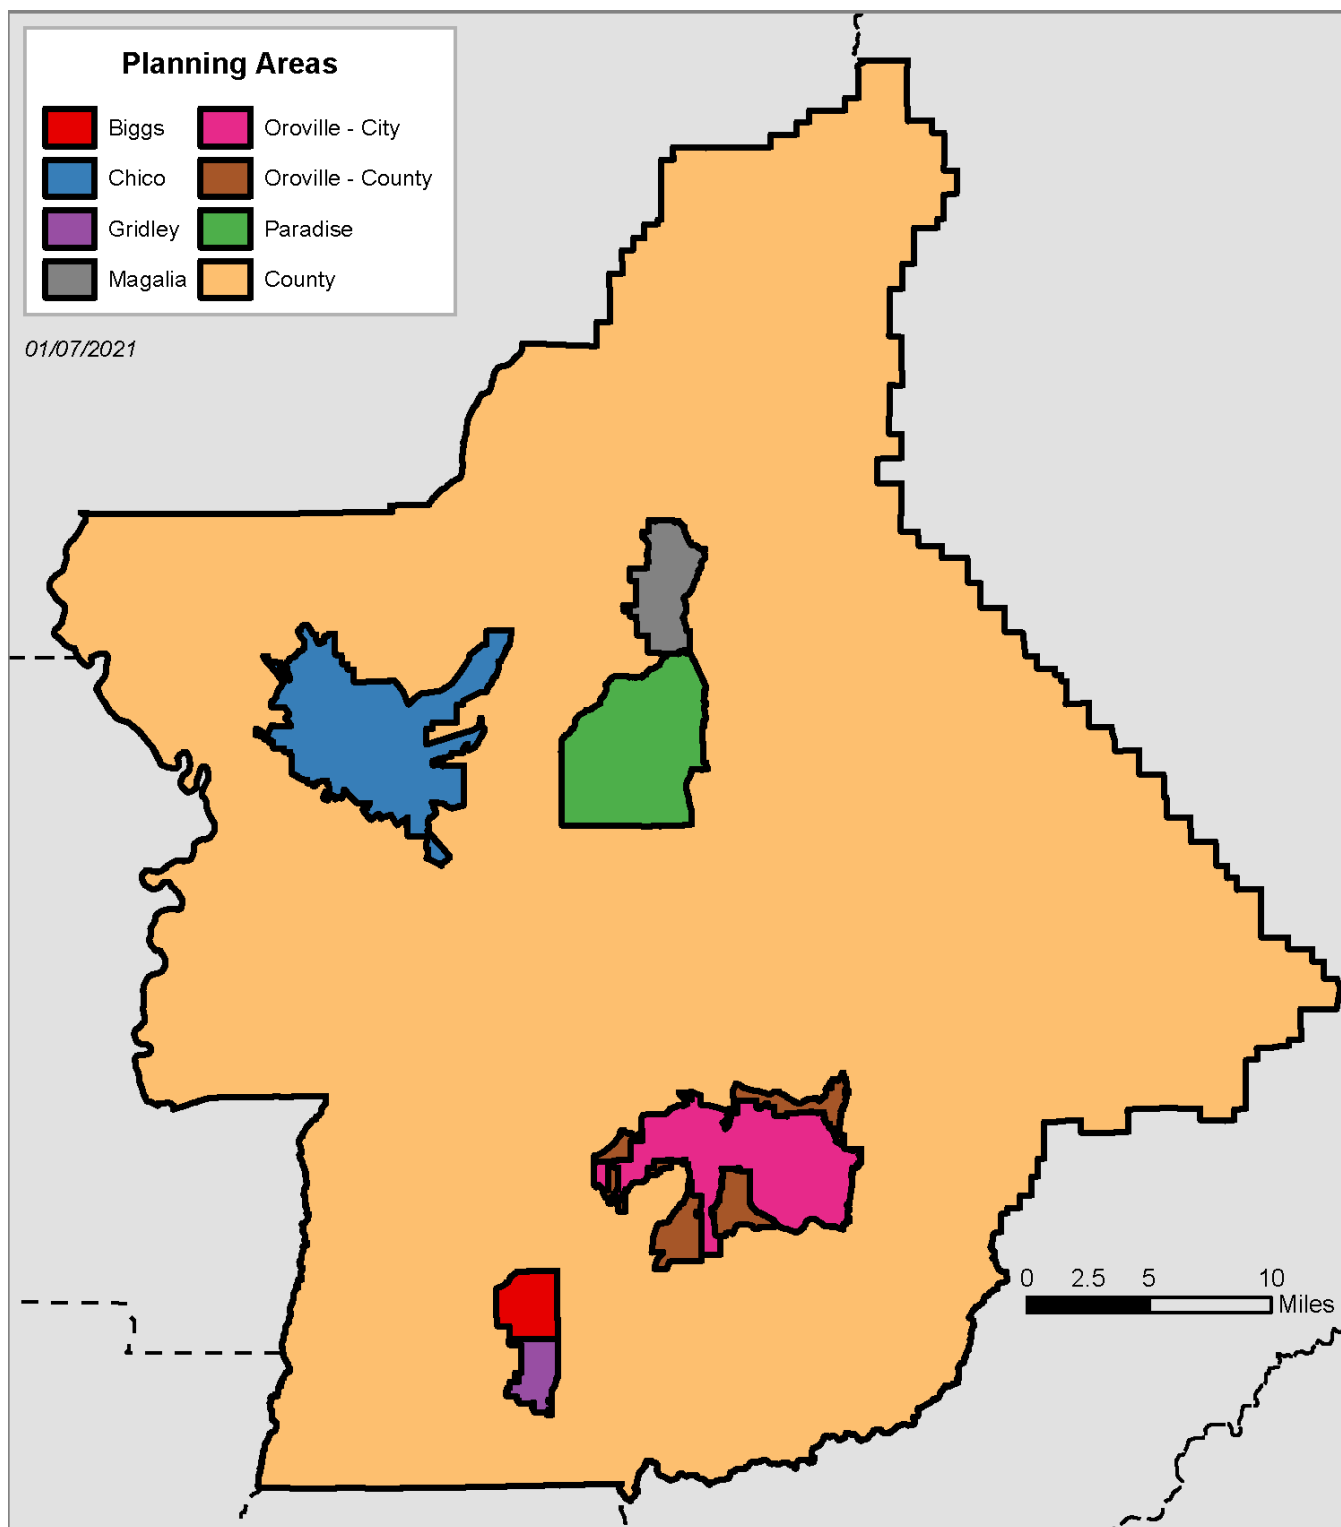 Planning Areas
Biggs
Oroville - City
Chico
Oroville - County
Gridley
Paradise
Magalia
County
01/07/2021
0 2.5 5 10
Miles